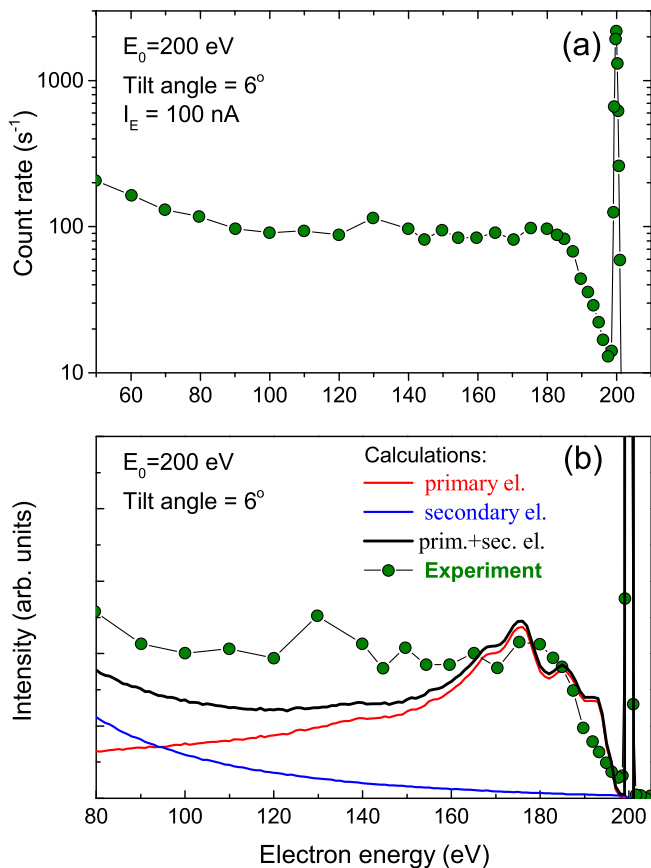 (a)
E₀=200 eV
Tilt angle = 6°
I_E = 100 nA
Count rate (s⁻¹)
1000
100
10
60 80 100 120 140 160 180 200
(b)
E₀=200 eV
Tilt angle = 6°
Calculations:
primary el.
secondary el.
prim.+sec. el.
Experiment
Intensity (arb. units)
80 100 120 140 160 180 200
Electron energy (eV)